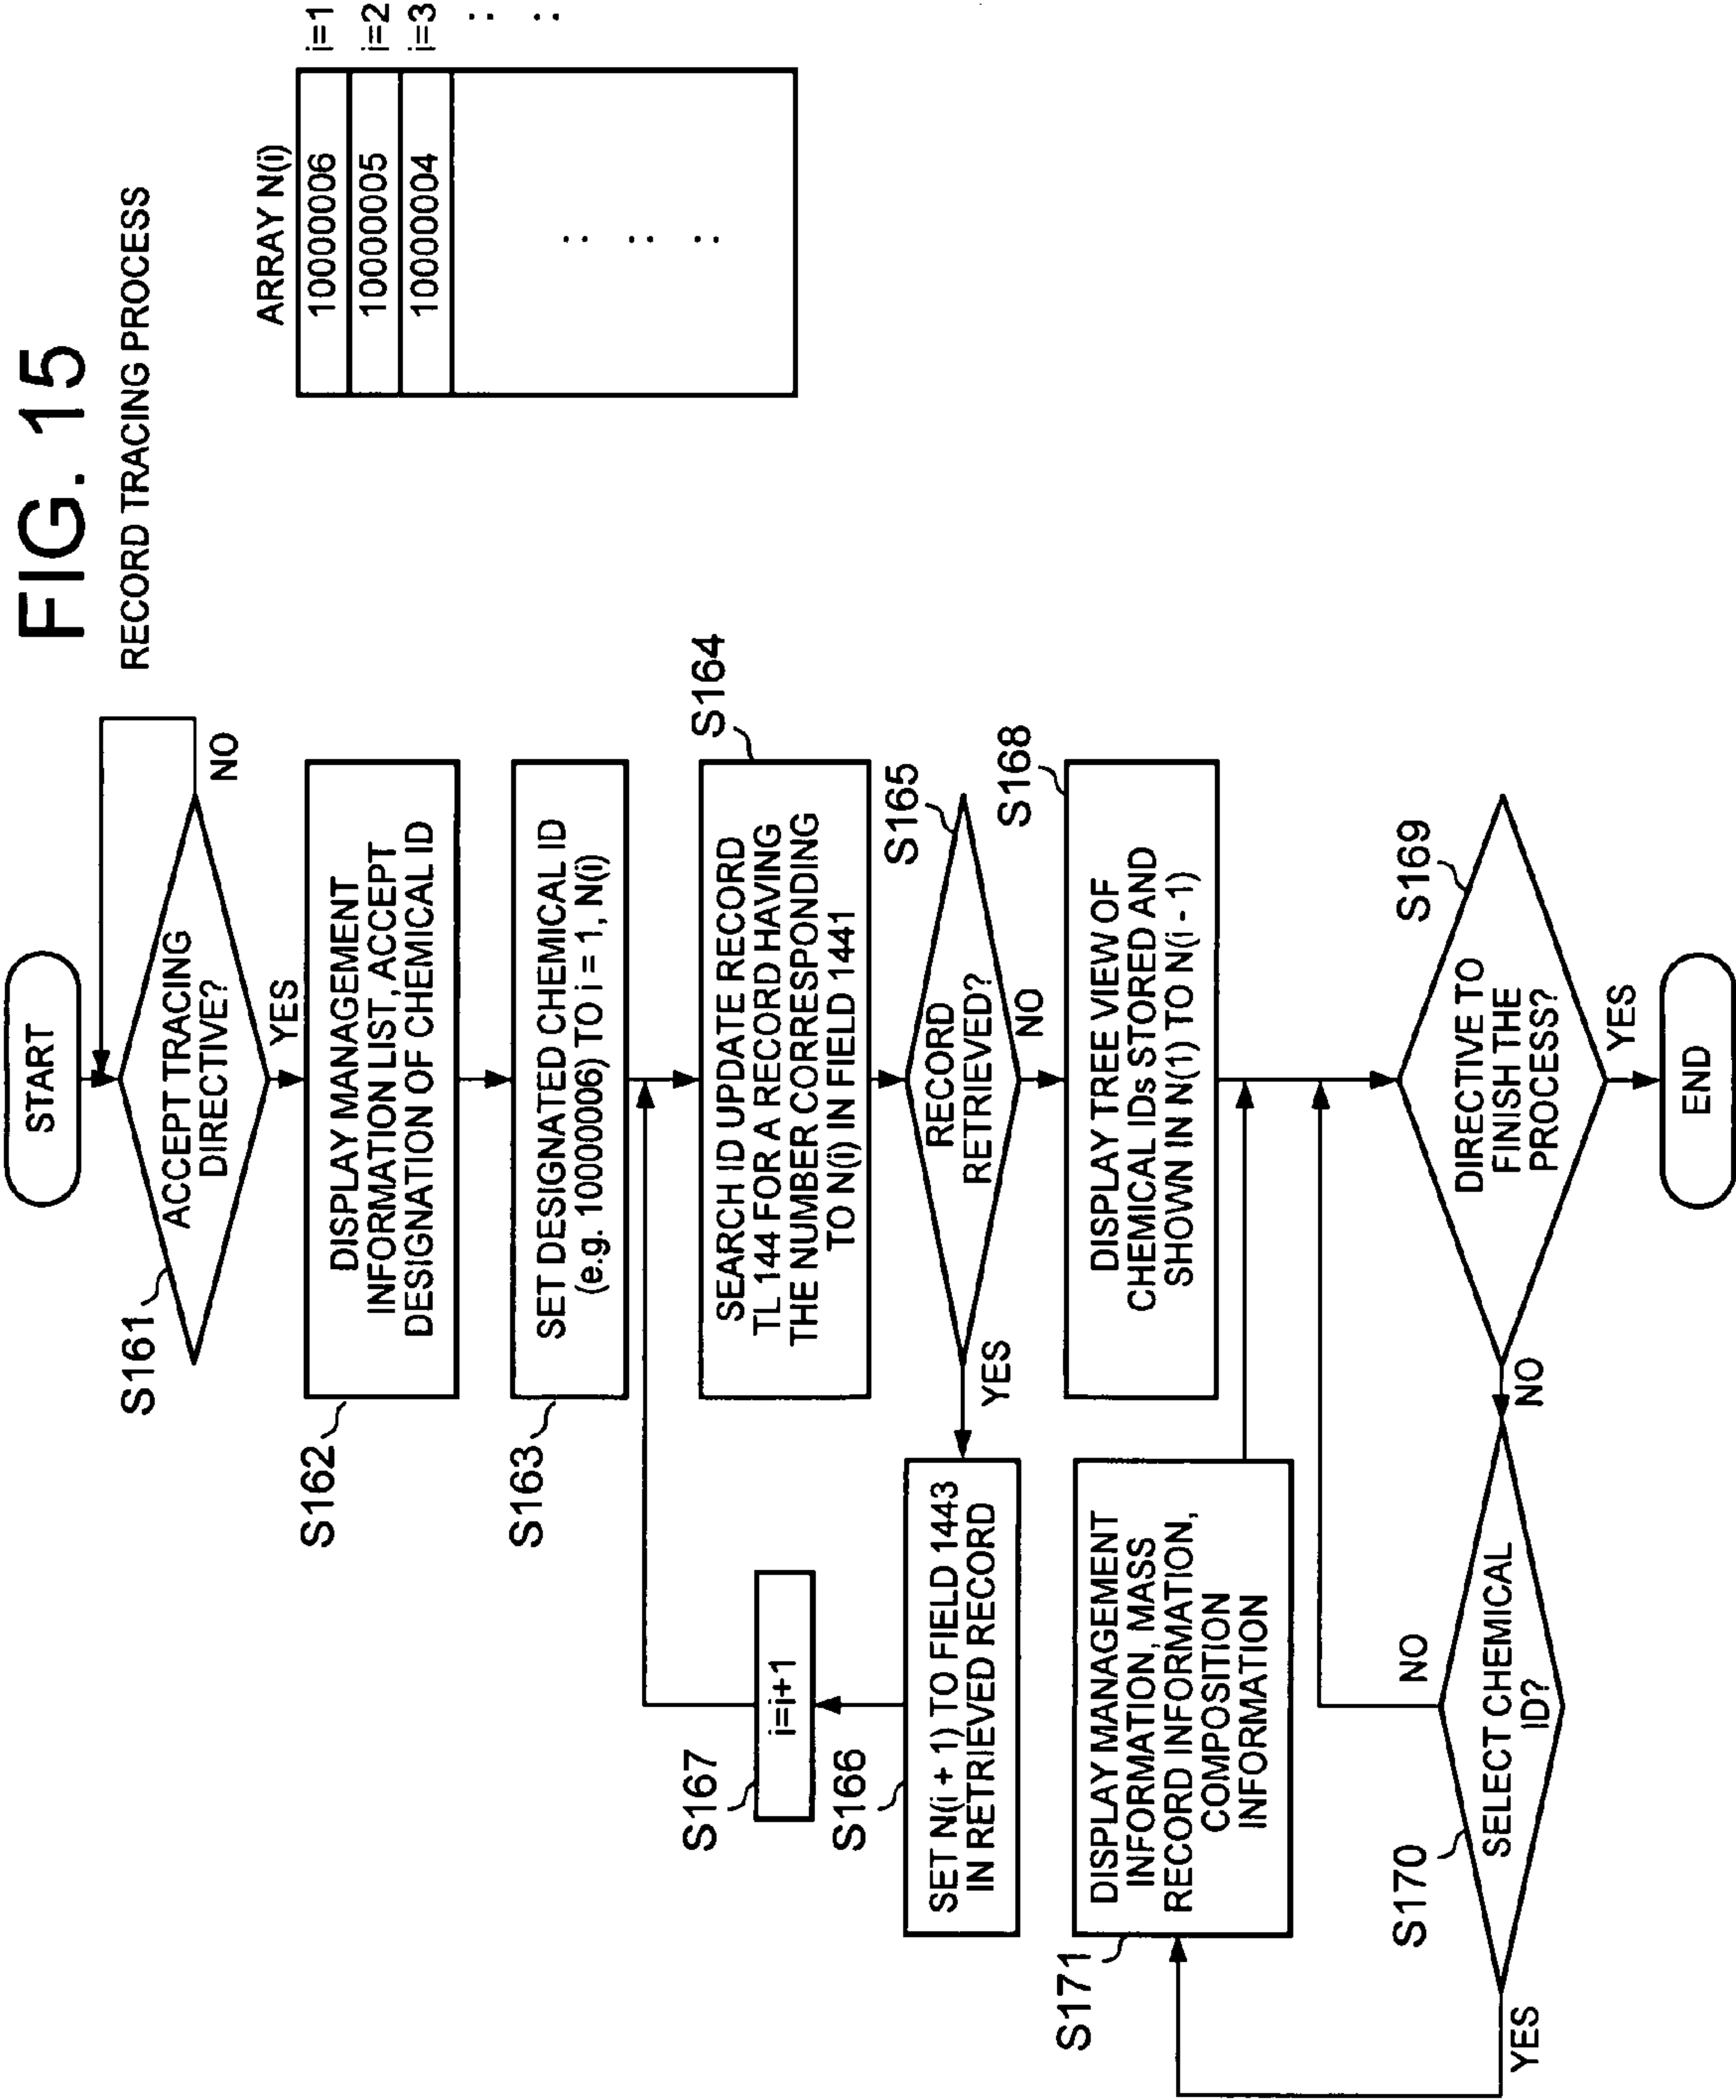 FIG. 15
RECORD TRACING PROCESS
START
S161
ACCEPT TRACING
DIRECTIVE?
NO
YES
S162
DISPLAY MANAGEMENT
INFORMATION LIST, ACCEPT
DESIGNATION OF CHEMICAL ID
S163
SET DESIGNATED CHEMICAL ID
(e.g. 1000006) TO i = 1, N(i)
S164
SEARCH ID UPDATE RECORD
TL 144 FOR A RECORD HAVING
THE NUMBER CORRESPONDING
TO N(i) IN FIELD 1441
S165
RECORD
RETRIEVED?
YES
NO
S166
SET N(i + 1) TO FIELD 1443
IN RETRIEVED RECORD
S167
i=i+1
S168
DISPLAY TREE VIEW OF
CHEMICAL IDs STORED AND
SHOWN IN N(1) TO N(i - 1)
S169
DIRECTIVE TO
FINISH THE
PROCESS?
NO
YES
S170
SELECT CHEMICAL
ID?
NO
YES
S171
DISPLAY MANAGEMENT
INFORMATION, MASS
RECORD INFORMATION,
COMPOSITION
INFORMATION
END
ARRAY N(i)
10000006 i=1
10000005 i=2
10000004 i=3